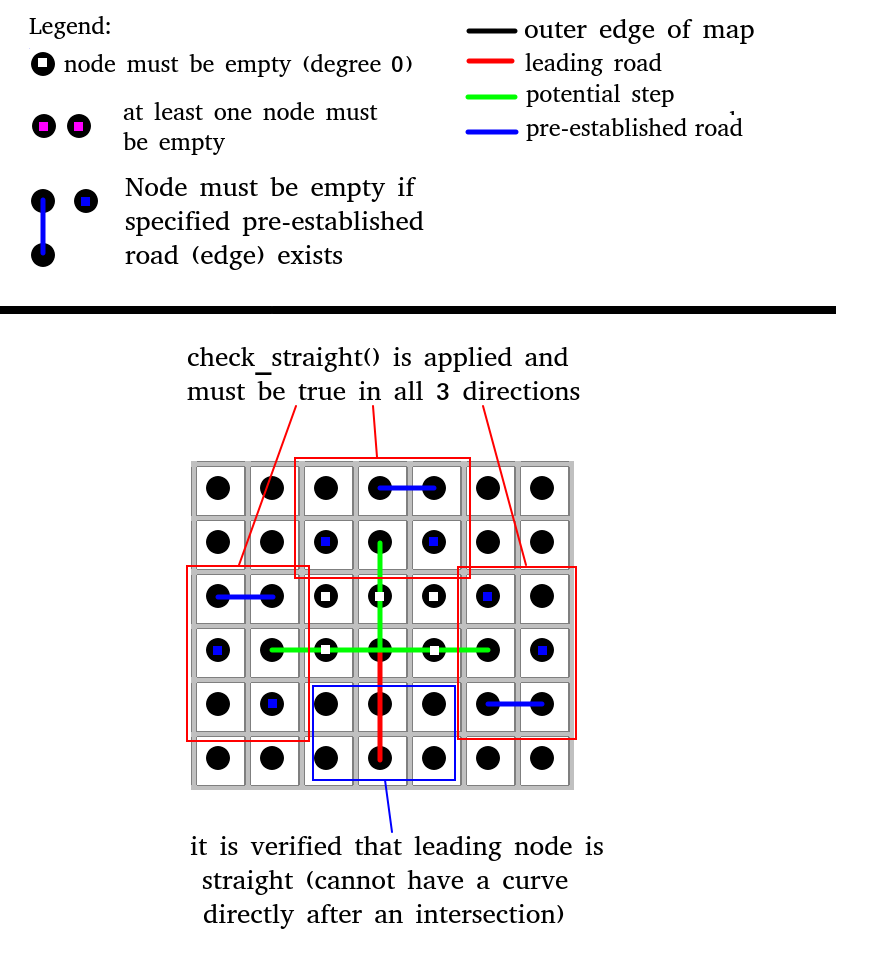 Legend:
node must be empty (degree 0)
at least one node must
be empty
Node must be empty if
specified pre-established
road (edge) exists
outer edge of map
leading road
potential step
pre-established road
check_straight() is applied and
must be true in all 3 directions
it is verified that leading node is
straight (cannot have a curve
directly after an intersection)